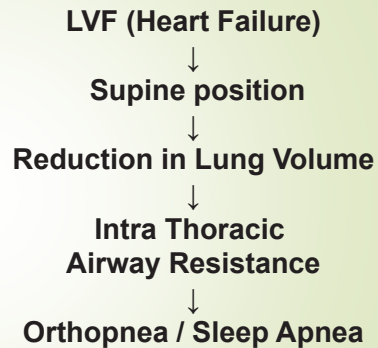 LVF (Heart Failure)
↓
Supine position
↓
Reduction in Lung Volume
↓
Intra Thoracic
Airway Resistance
↓
Orthopnea / Sleep Apnea